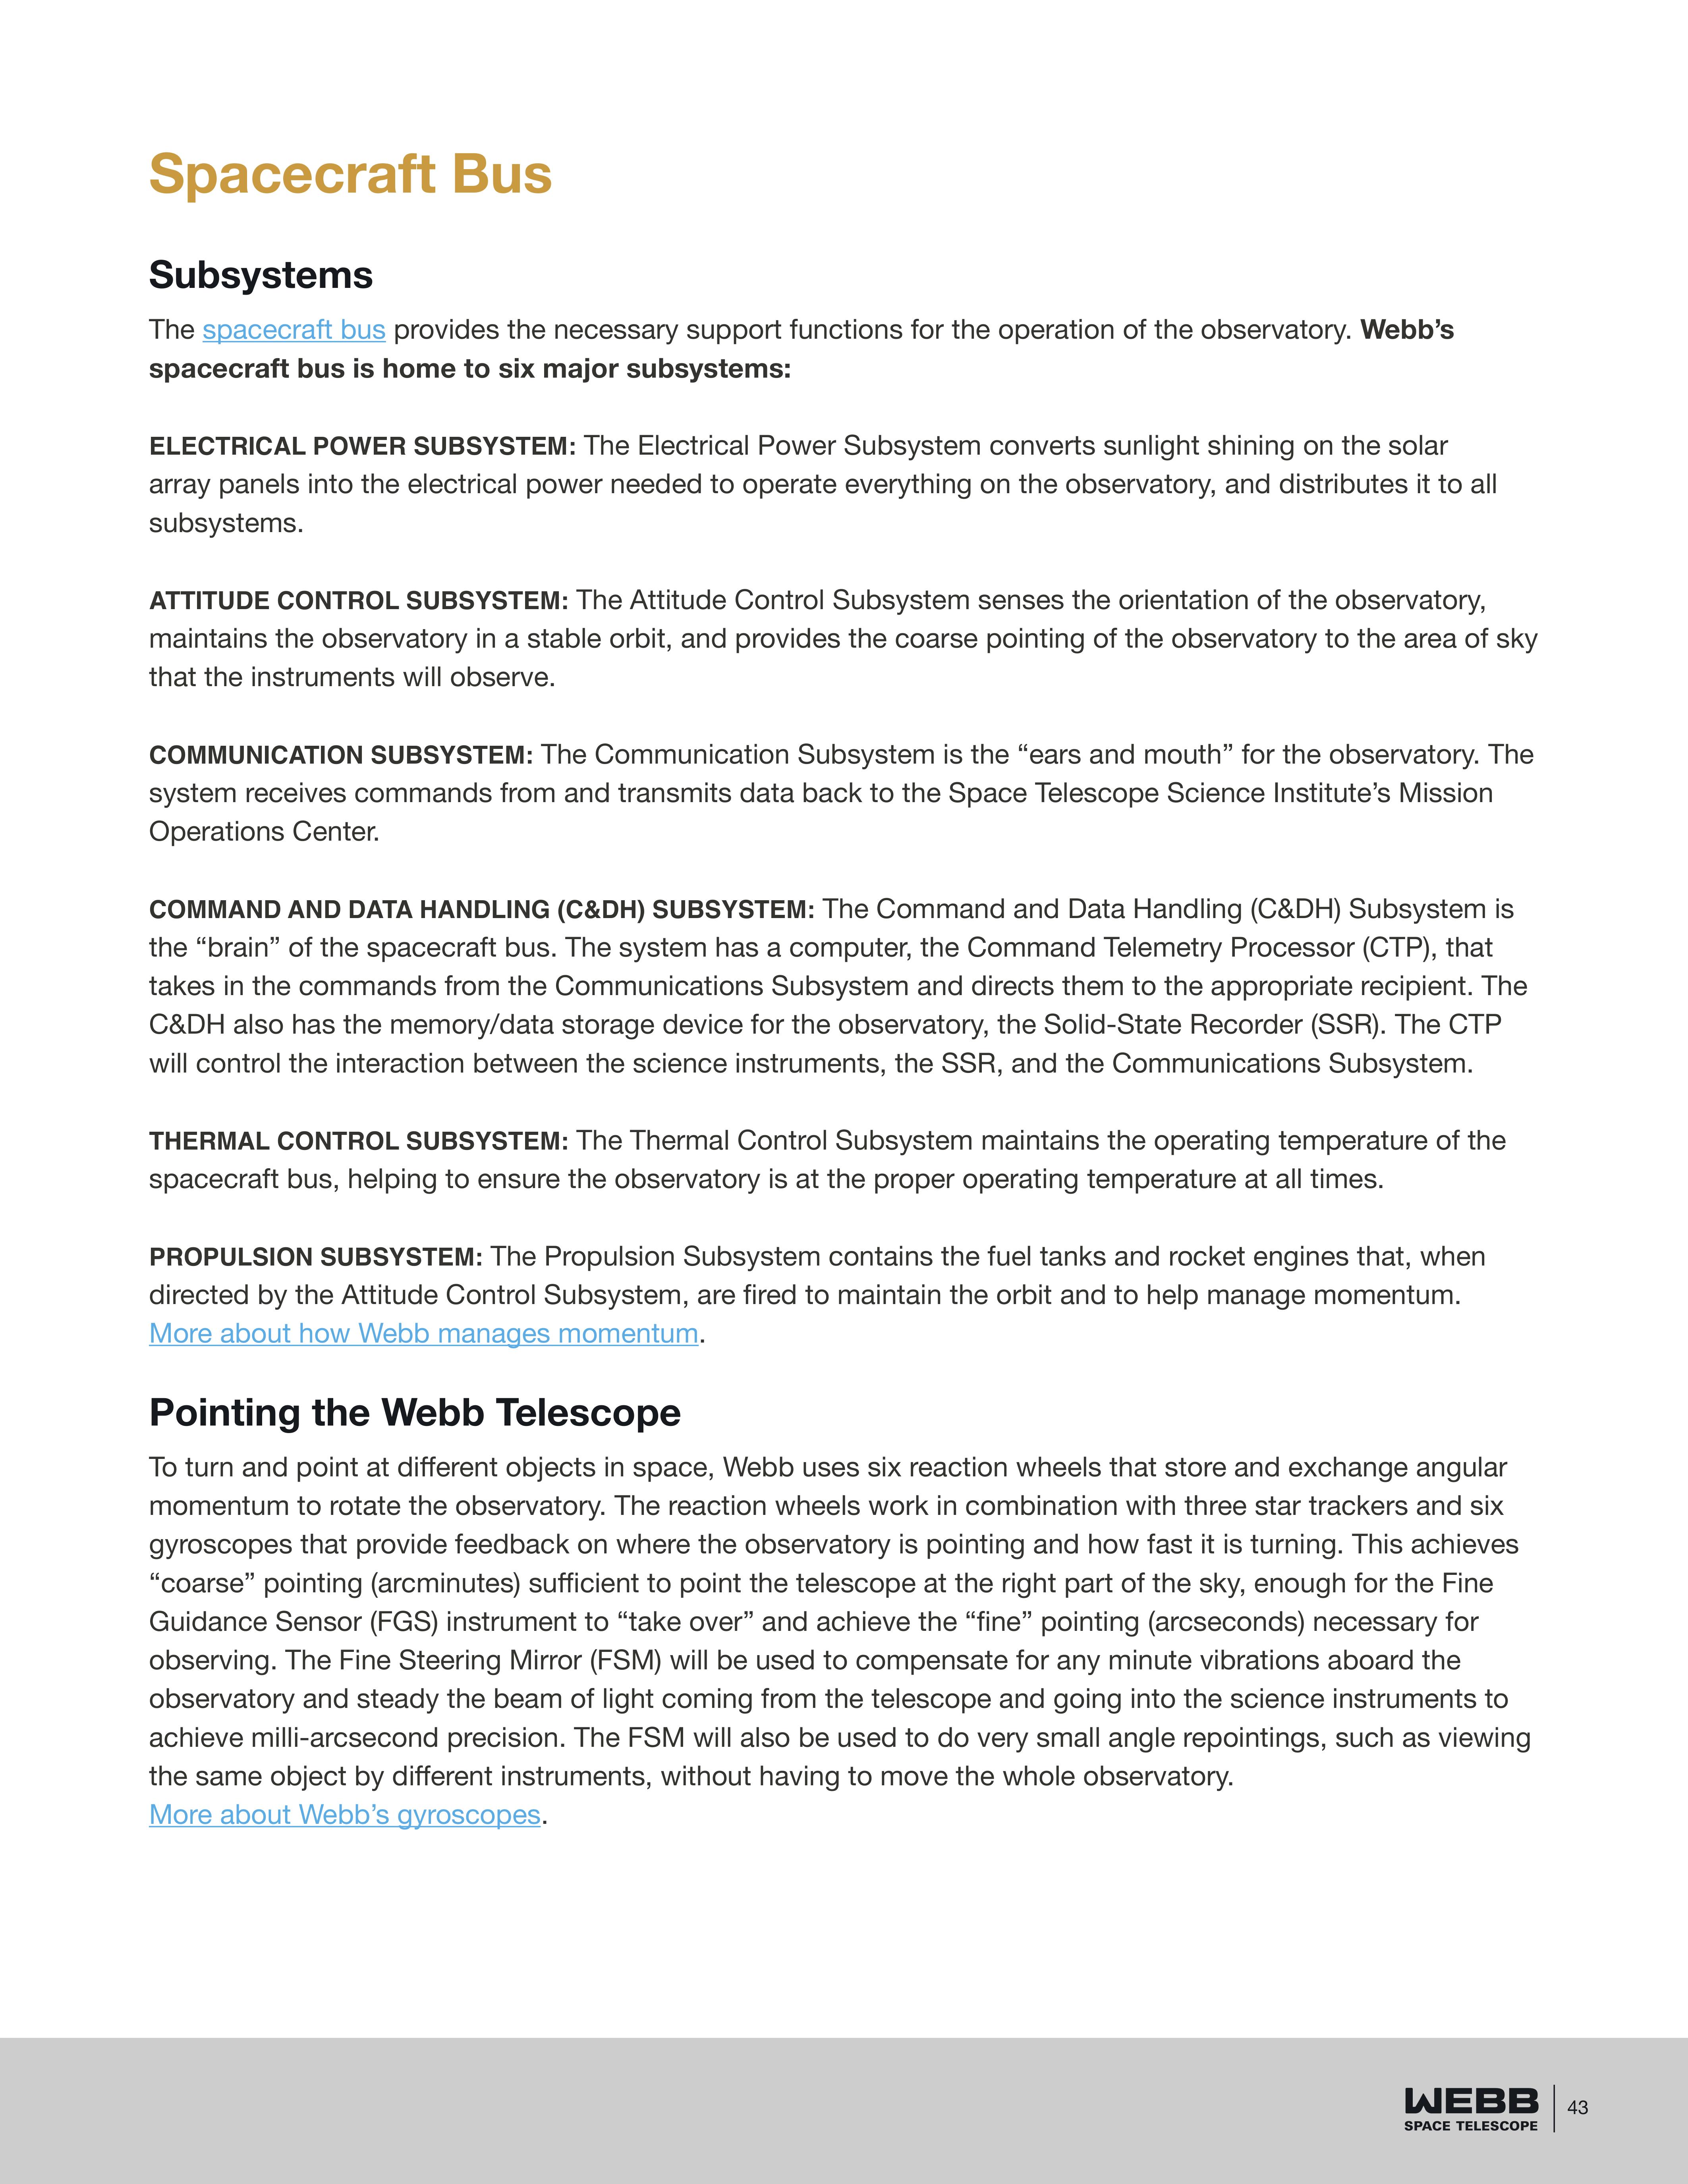 Spacecraft Bus
Subsystems
The spacecraft bus provides the necessary support functions for the operation of the observatory. Webb’s
spacecraft bus is home to six major subsystems:
ELECTRICAL POWER SUBSYSTEM: The Electrical Power Subsystem converts sunlight shining on the solar
array panels into the electrical power needed to operate everything on the observatory, and distributes it to all
subsystems.
ATTITUDE CONTROL SUBSYSTEM: The Attitude Control Subsystem senses the orientation of the observatory,
maintains the observatory in a stable orbit, and provides the coarse pointing of the observatory to the area of sky
that the instruments will observe.
COMMUNICATION SUBSYSTEM: The Communication Subsystem is the “ears and mouth” for the observatory. The
system receives commands from and transmits data back to the Space Telescope Science Institute’s Mission
Operations Center.
COMMAND AND DATA HANDLING (C&DH) SUBSYSTEM: The Command and Data Handling (C&DH) Subsystem is
the “brain” of the spacecraft bus. The system has a computer, the Command Telemetry Processor (CTP), that
takes in the commands from the Communications Subsystem and directs them to the appropriate recipient. The
C&DH also has the memory/data storage device for the observatory, the Solid-State Recorder (SSR). The CTP
will control the interaction between the science instruments, the SSR, and the Communications Subsystem.
THERMAL CONTROL SUBSYSTEM: The Thermal Control Subsystem maintains the operating temperature of the
spacecraft bus, helping to ensure the observatory is at the proper operating temperature at all times.
PROPULSION SUBSYSTEM: The Propulsion Subsystem contains the fuel tanks and rocket engines that, when
directed by the Attitude Control Subsystem, are fired to maintain the orbit and to help manage momentum.
More about how Webb manages momentum.
Pointing the Webb Telescope
To turn and point at different objects in space, Webb uses six reaction wheels that store and exchange angular
momentum to rotate the observatory. The reaction wheels work in combination with three star trackers and six
gyroscopes that provide feedback on where the observatory is pointing and how fast it is turning. This achieves
“coarse” pointing (arcminutes) sufficient to point the telescope at the right part of the sky, enough for the Fine
Guidance Sensor (FGS) instrument to “take over” and achieve the “fine” pointing (arcseconds) necessary for
observing. The Fine Steering Mirror (FSM) will be used to compensate for any minute vibrations aboard the
observatory and steady the beam of light coming from the telescope and going into the science instruments to
achieve milli-arcsecond precision. The FSM will also be used to do very small angle repointings, such as viewing
the same object by different instruments, without having to move the whole observatory.
More about Webb’s gyroscopes.
WEBB
SPACE TELESCOPE
43